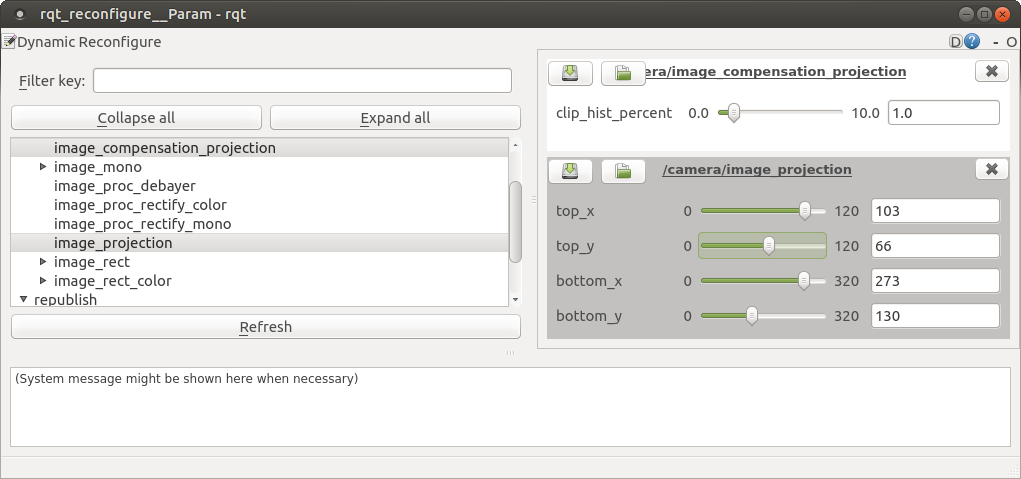 rqt_reconfigure__Param - rqt
Dynamic Reconfigure
D ? - O
Filter key:
Collapse all
Expand all
image_compensation_projection
image_mono
image_proc_debayer
image_proc_rectify_color
image_proc_rectify_mono
image_projection
image_rect
image_rect_color
republish
Refresh
era/image_compensation_projection
clip_hist_percent 0.0 10.0 1.0
/camera/image_projection
top_x 0 120 103
top_y 0 120 66
bottom_x 0 320 273
bottom_y 0 320 130
(System message might be shown here when necessary)